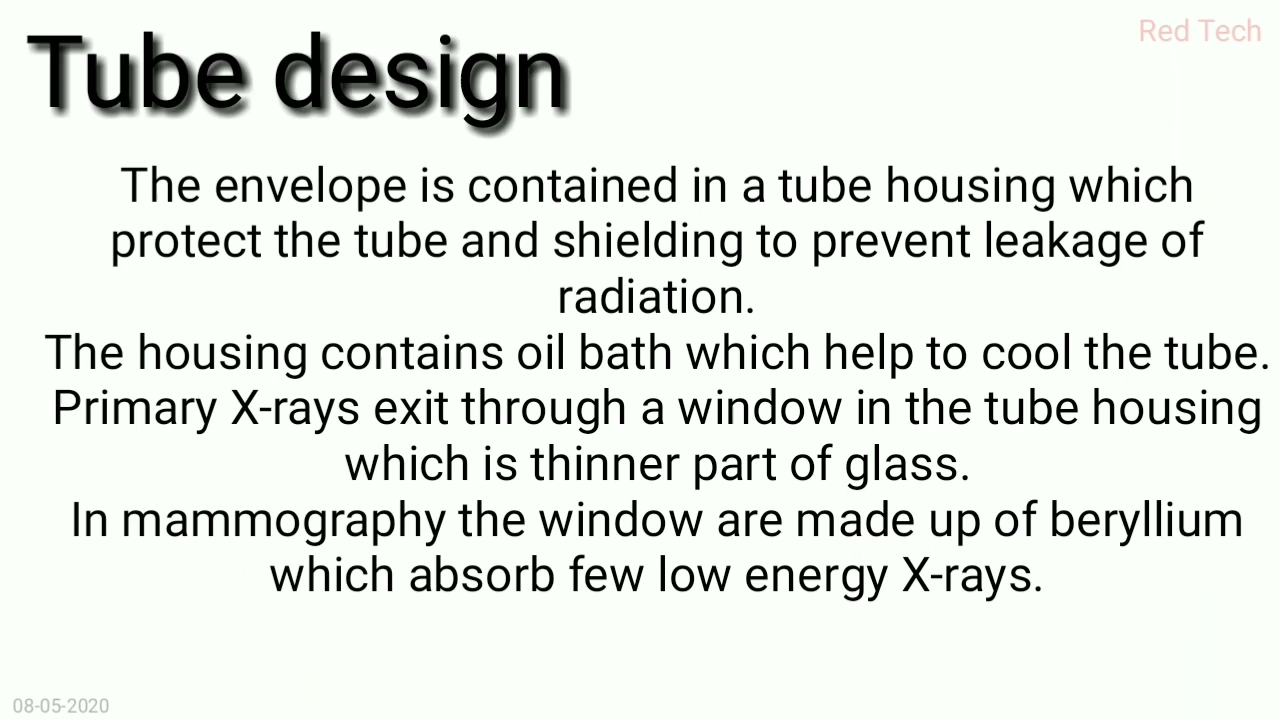 Red Tech
Tube design
The envelope is contained in a tube housing which
protect the tube and shielding to prevent leakage of
radiation.
The housing contains oil bath which help to cool the tube.
Primary X-rays exit through a window in the tube housing
which is thinner part of glass.
In mammography the window are made up of beryllium
which absorb few low energy X-rays.
08-05-2020